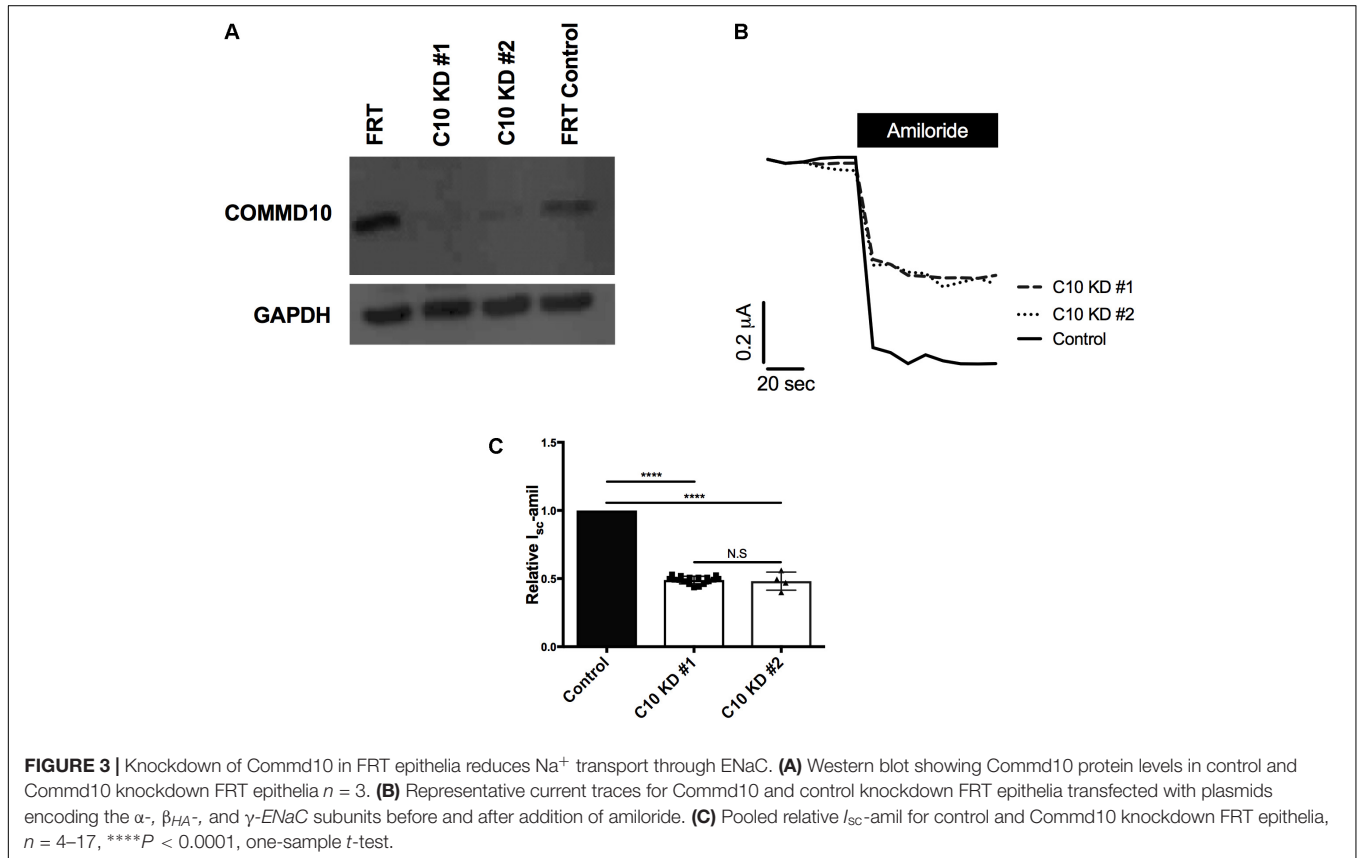 A
FRT
C10 KD #1
C10 KD #2
FRT Control
COMMD10
GAPDH
B
Amiloride
0.2 µA
20 sec
C10 KD #1
C10 KD #2
Control
C
Relative Isc-amil
1.5
1.0
0.5
0.0
****
****
N.S
Control
C10 KD #1
C10 KD #2
FIGURE 3 | Knockdown of Commd10 in FRT epithelia reduces Na+ transport through ENaC. (A) Western blot showing Commd10 protein levels in control and
Commd10 knockdown FRT epithelia n = 3. (B) Representative current traces for Commd10 and control knockdown FRT epithelia transfected with plasmids
encoding the α-, βHA-, and γ-ENaC subunits before and after addition of amiloride. (C) Pooled relative Isc-amil for control and Commd10 knockdown FRT epithelia,
n = 4–17, ****P < 0.0001, one-sample t-test.